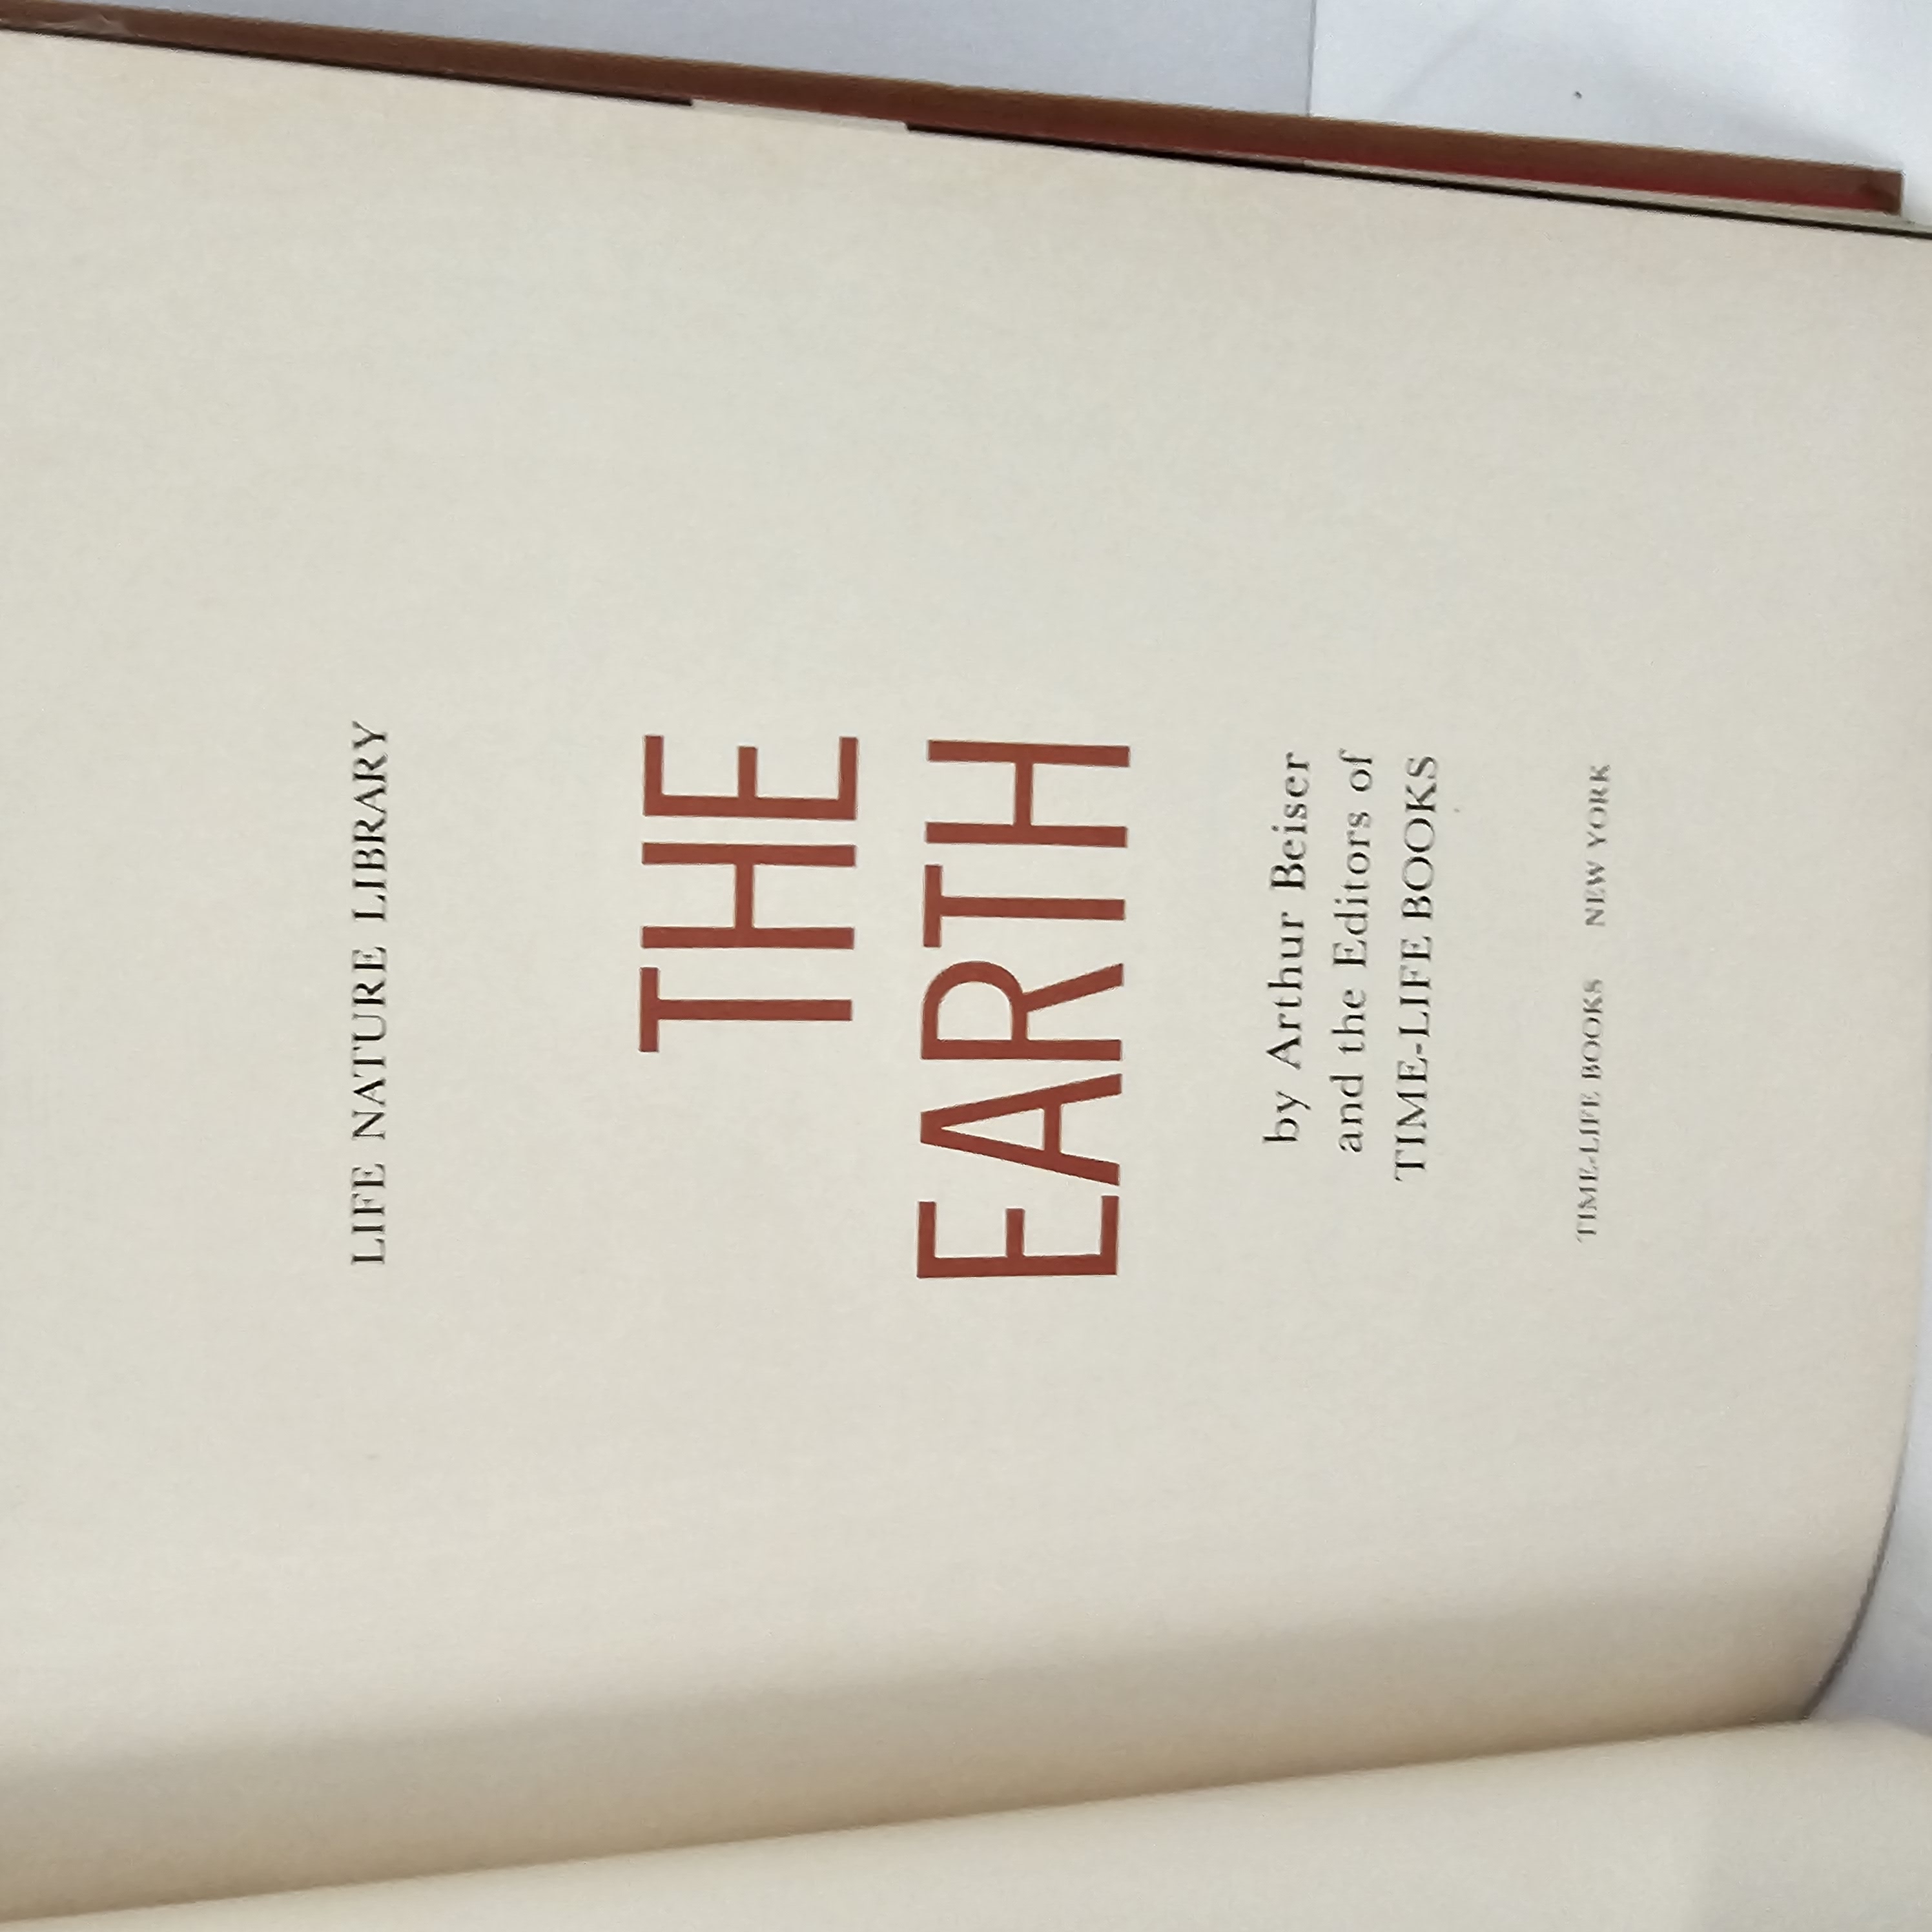 LIFE NATURE LIBRARY
THE
EARTH
by Arthur Beiser
and the Editors of
TIME-LIFE BOOKS
TIME-LIFE BOOKS NEW YORK